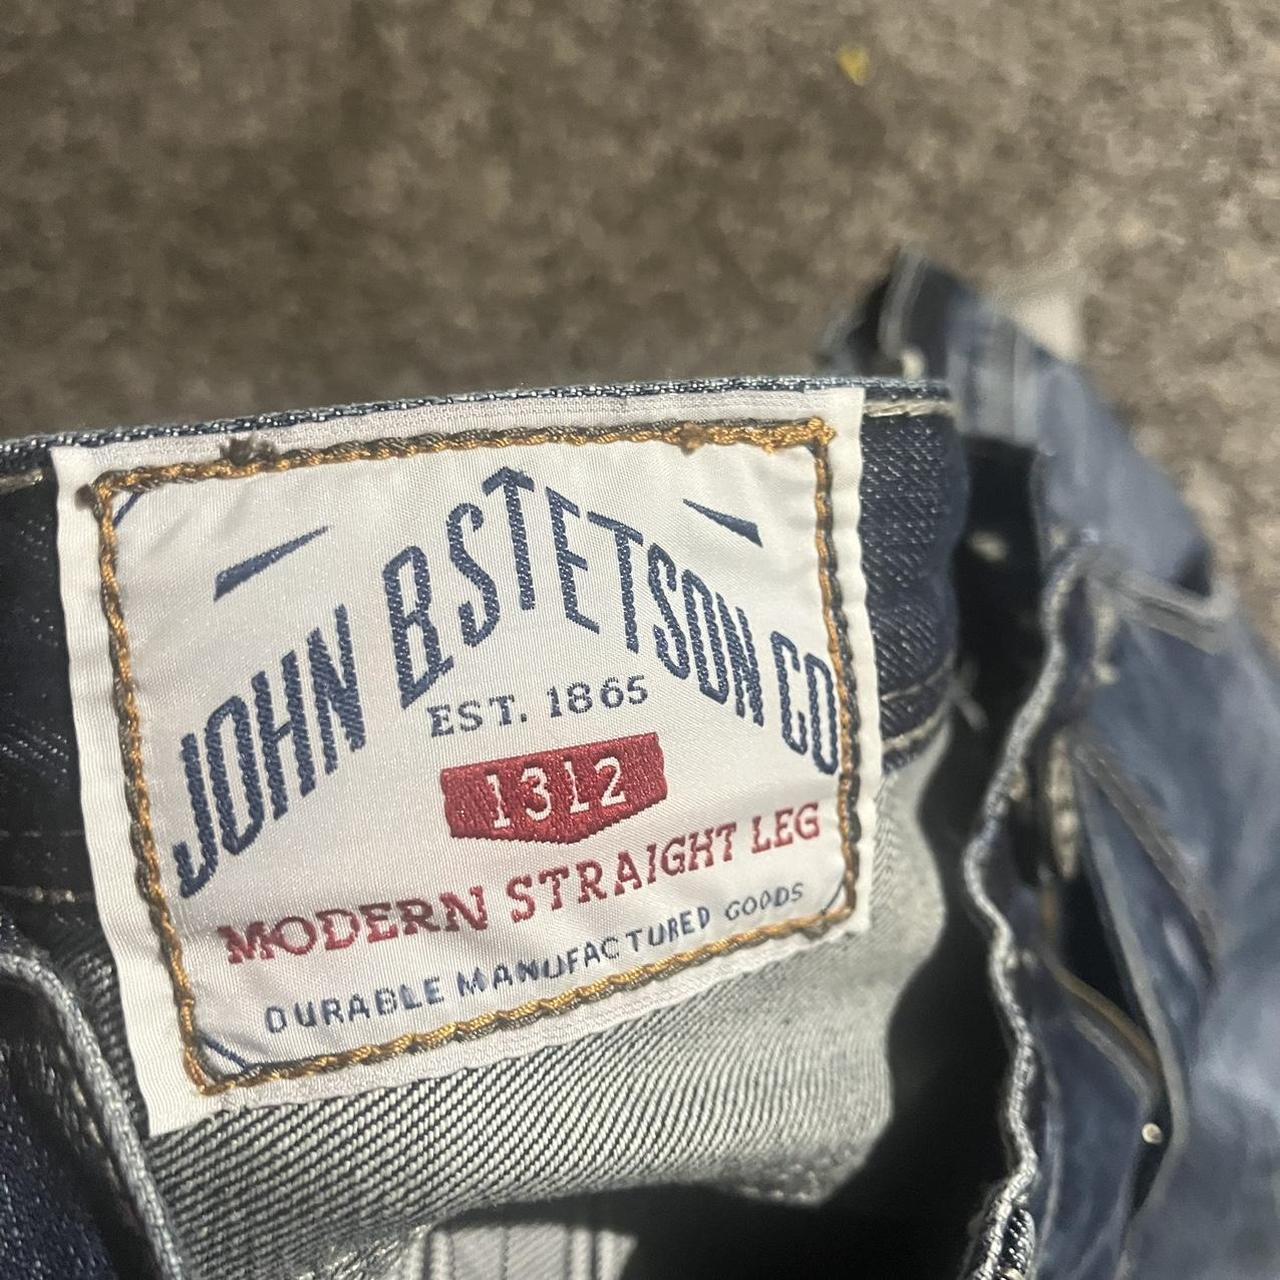 JOHN B. STETSON CO
EST. 1865
1312
MODERN STRAIGHT LEG
DURABLE MANUFACTURED GOODS